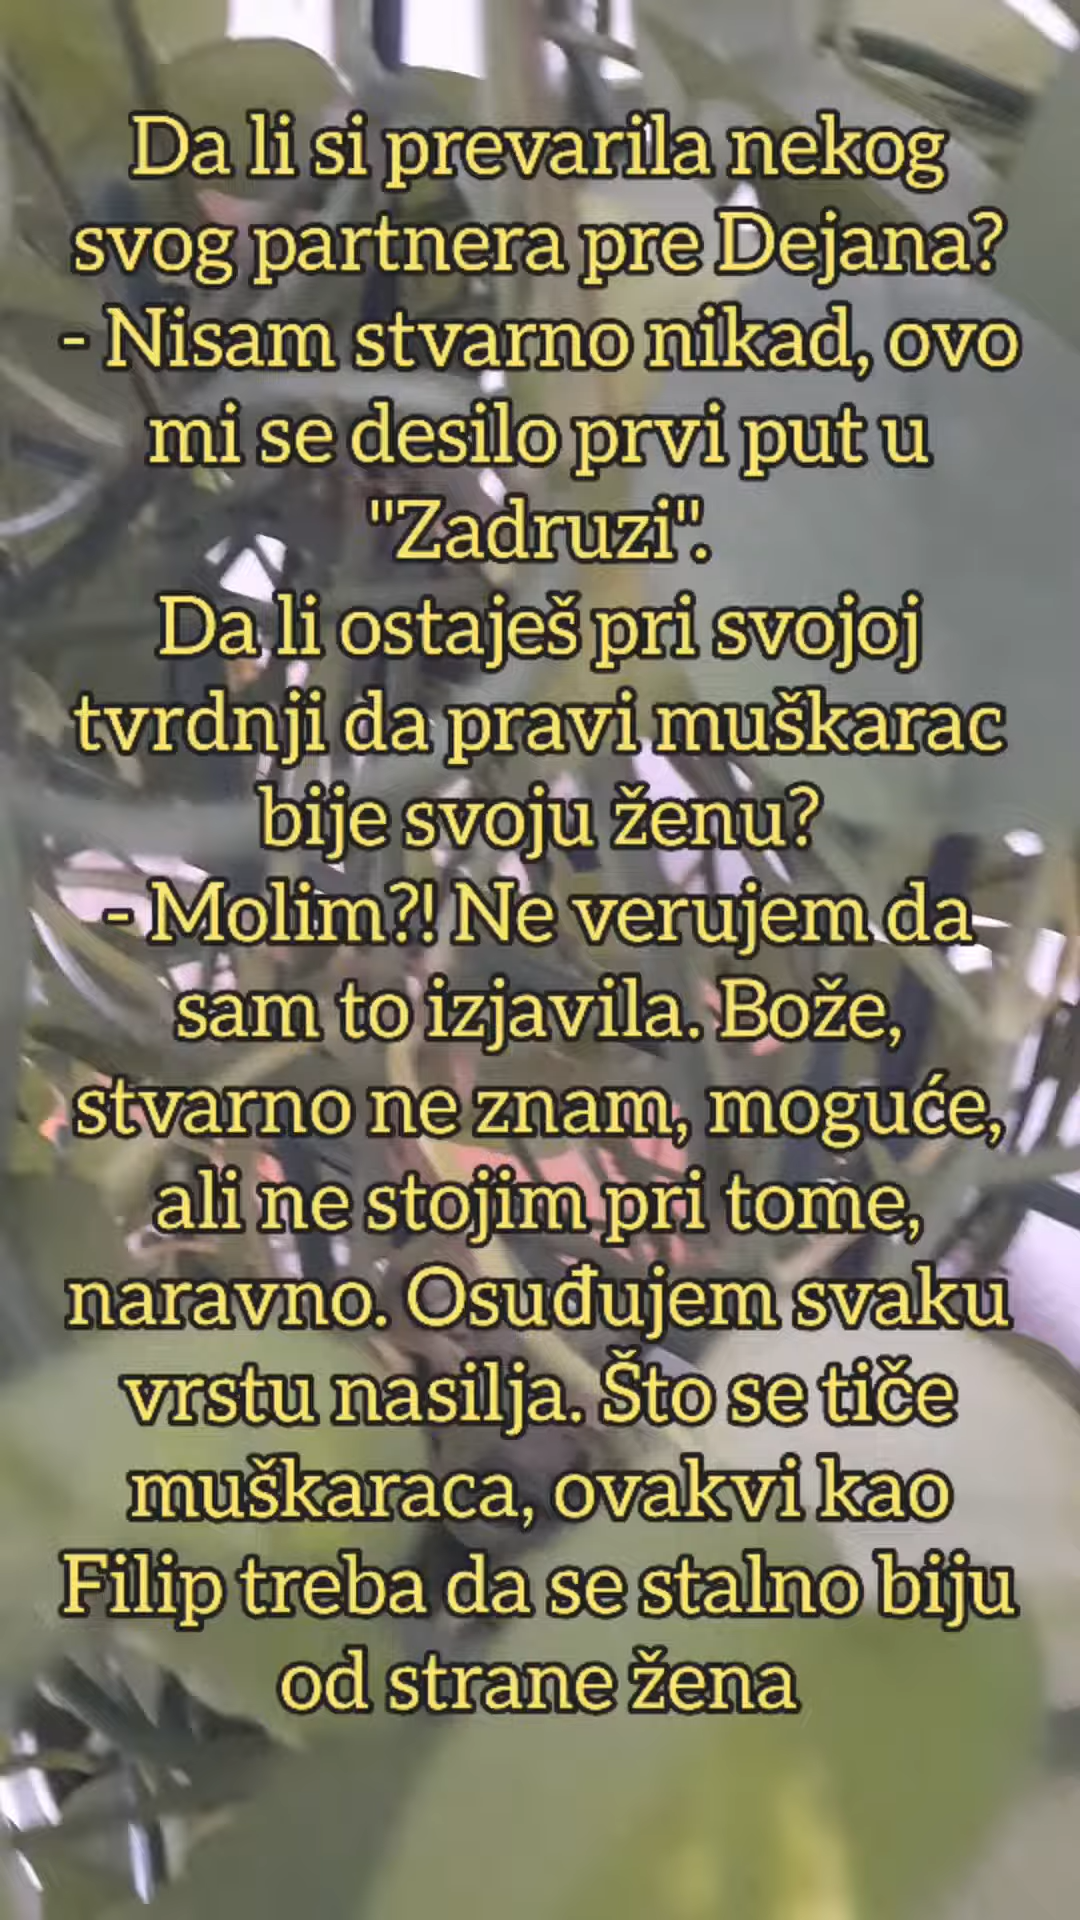 Da li si prevarila nekog
svog partnera pre Dejana?
- Nisam stvarno nikad, ovo
mi se desilo prvi put u
"Zadruzi".
Da li ostaješ pri svojoj
tvrdnji da pravi muškarac
bije svoju ženu?
- Molim?! Ne verujem da
sam to izjavila. Bože,
stvarno ne znam, moguće,
ali ne stojim pri tome,
naravno. Osuđujem svaku
vrstu nasilja. Što se tiče
muškaraca, ovakvi kao
Filip treba da se stalno biju
od strane žena